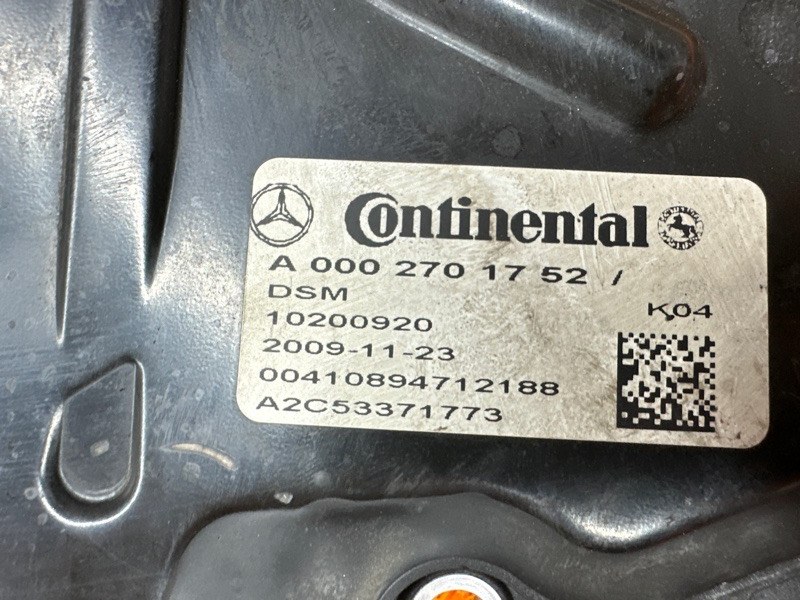 Continental
A 000 270 17 52 /
DSM
K04
10200920
2009-11-23
00410894712188
A2C53371773